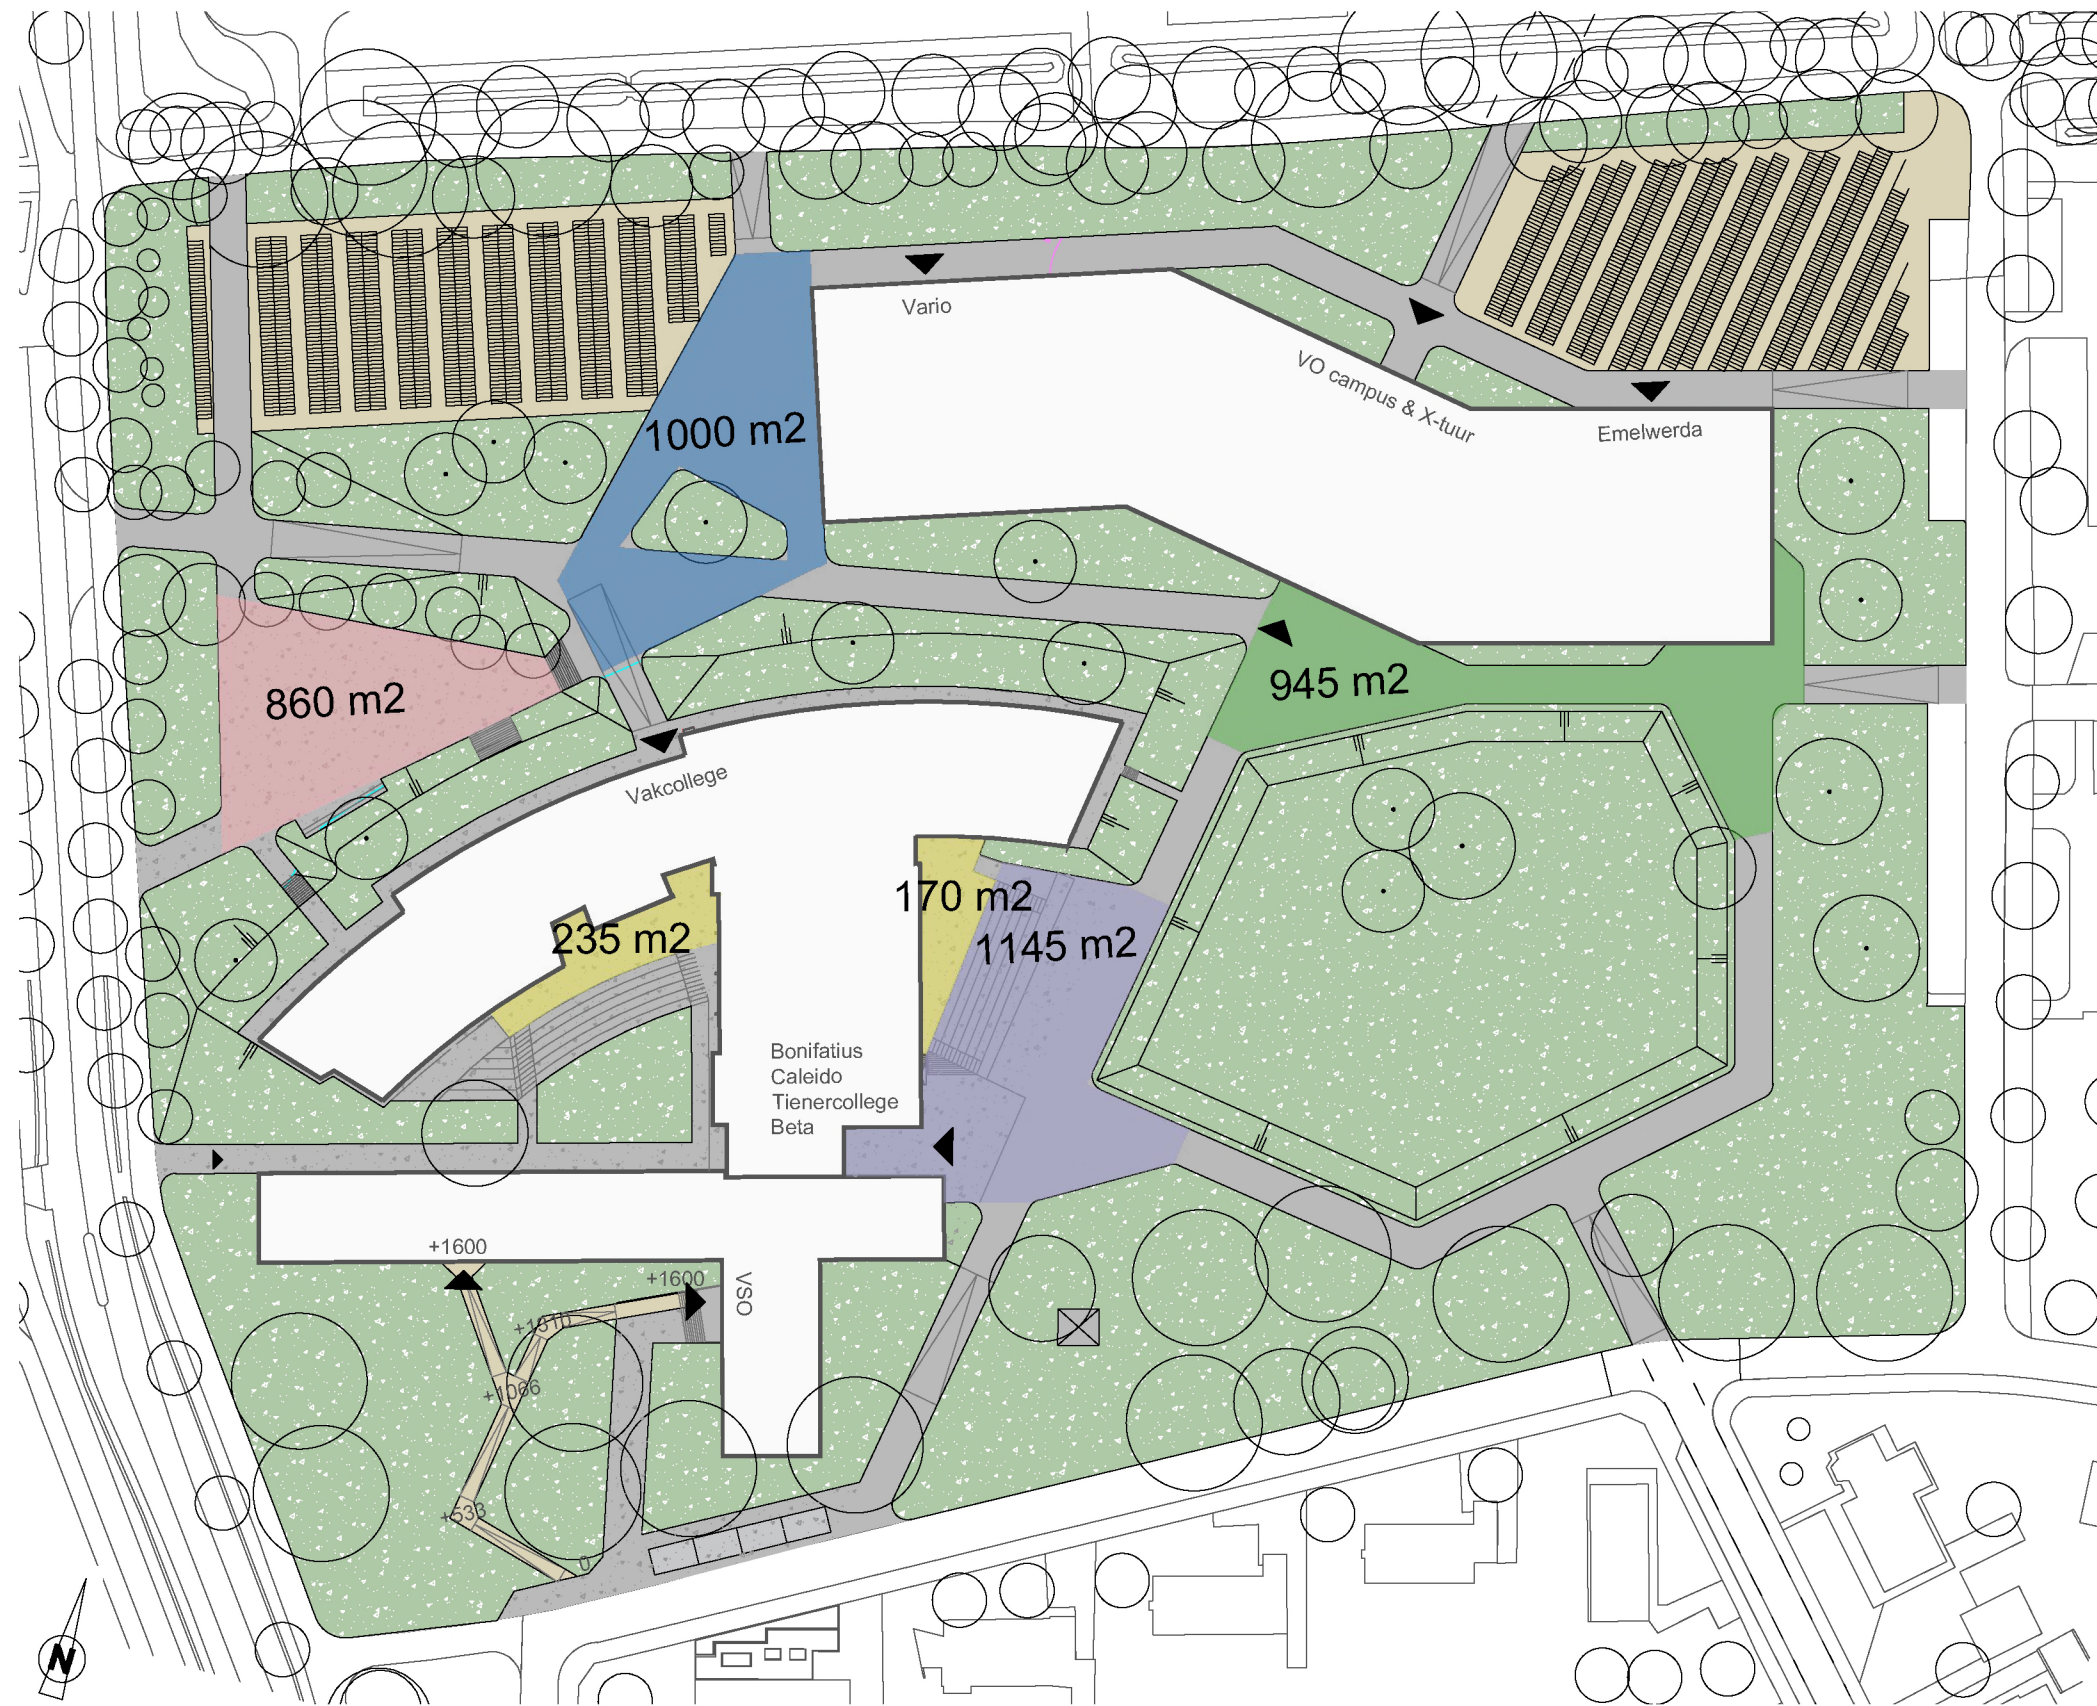 Vario
VO campus & X-tuur
1000 m2
Emelwerda
860 m2
945 m2
Vakcollege
170 m2
235 m2
1145 m2
Bonifatius
Caleido
Tienercollege
Beta
+1600
+1600
VSO
+1310
+1066
+533
0
N